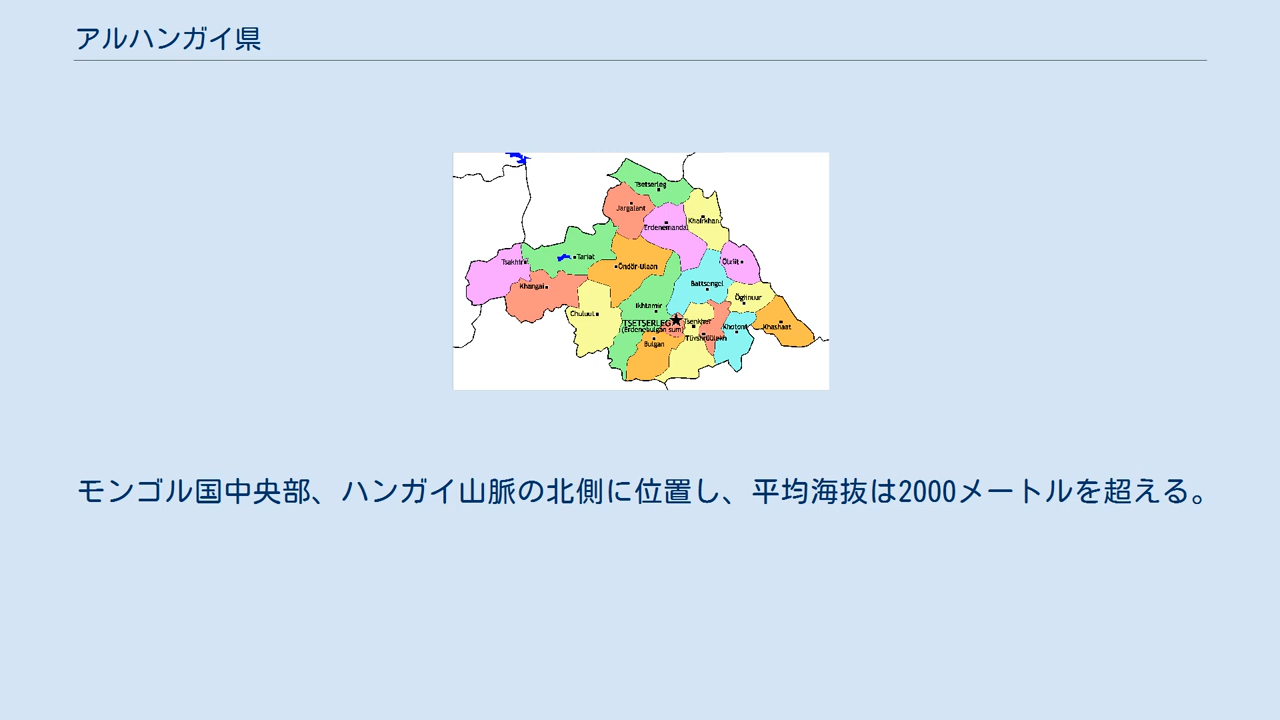 アルハンガイ県
Tsetserleg
Jargalant
Erdenemandal
Khairkhan
Tsakhir
Tariat
Öndör-Ulaan
Ölziit
Khangai
Battsengel
Ögiinuur
Chuluut
Ikhtamir
TSETSERLEG
(Erdenebulgan sum)
Tsenkher
Khotont
Khashaat
Tüvshrüülekh
Bulgan
モンゴル国中央部、ハンガイ山脈の北側に位置し、平均海抜は2000メートルを超える。